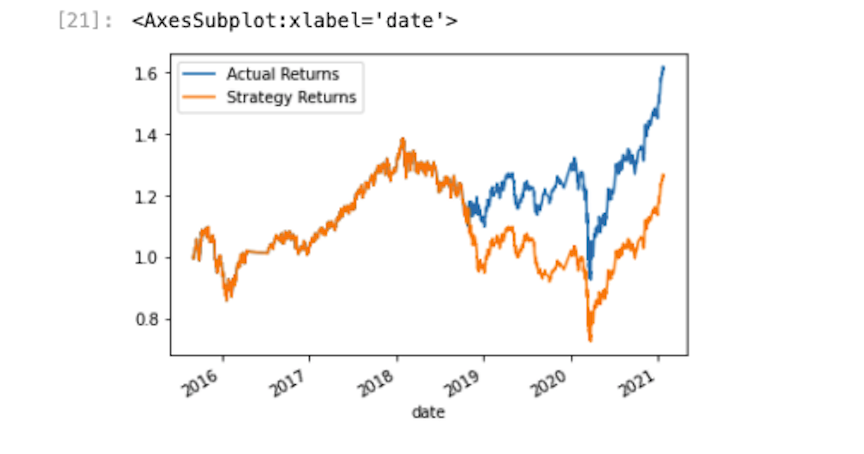 [21]: <AxesSubplot:xlabel='date'>
Actual Returns
Strategy Returns
1.6
1.4
1.2
1.0
0.8
2016 2017 2018 2019 2020 2021
date